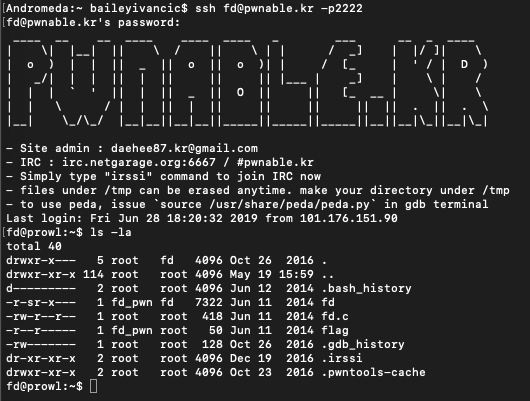 Andromeda:~ baileyivancic$ ssh fd@pwnable.kr -p2222
fd@pwnable.kr's password:
PWNABLE.KR
- Site admin : daehee87.kr@gmail.com
- IRC : irc.netgarage.org:6667 / #pwnable.kr
- Simply type "irssi" command to join IRC now
- files under /tmp can be erased anytime. make your directory under /tmp
- to use peda, issue `source /usr/share/peda/peda.py` in gdb terminal
Last login: Fri Jun 28 18:20:32 2019 from 101.176.151.90
fd@prowl:~$ ls -la
total 40
drwxr-x---   5 root   fd   4096 Oct 26  2016 .
drwxr-xr-x 114 root   root 4096 May 19 15:59 ..
d---------   2 root   root 4096 Jun 12  2014 .bash_history
-r-sr-x---   1 fd_pwn fd   7322 Jun 11  2014 fd
-rw-r--r--   1 root   root  418 Jun 11  2014 fd.c
-r--r-----   1 fd_pwn root   50 Jun 11  2014 flag
-rw-------   1 root   root  128 Oct 26  2016 .gdb_history
dr-xr-xr-x   2 root   root 4096 Dec 19  2016 .irssi
drwxr-xr-x   2 root   root 4096 Oct 23  2016 .pwntools-cache
fd@prowl:~$